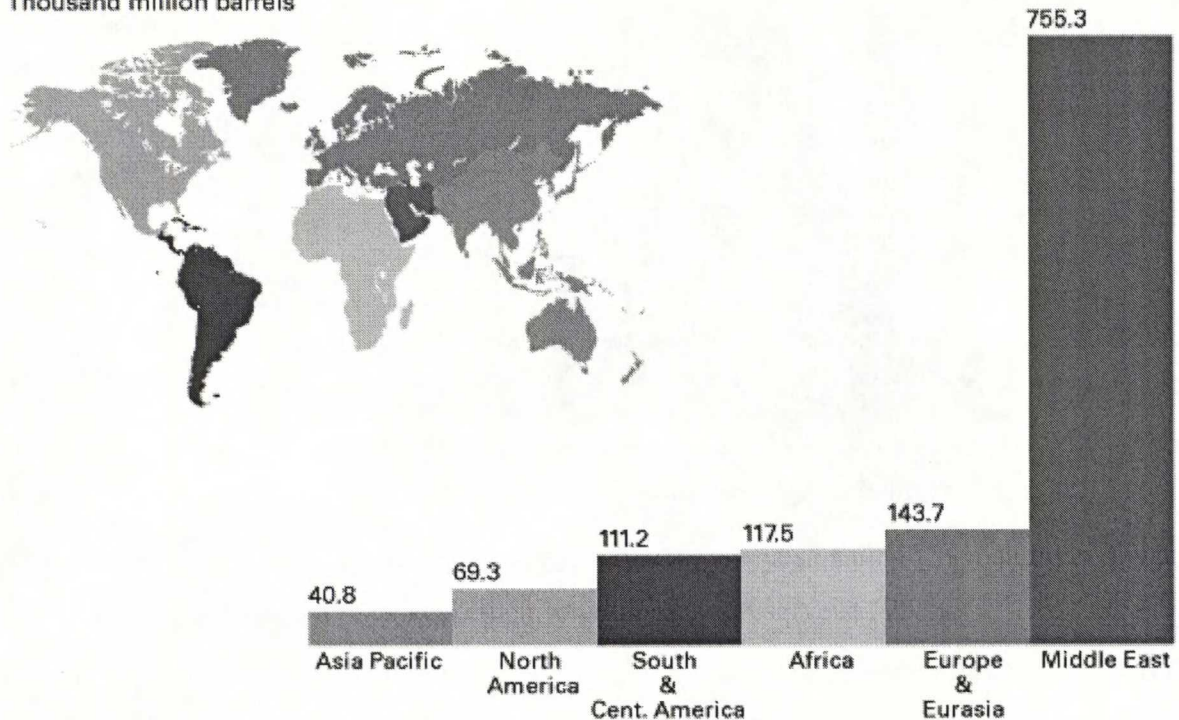 Thousand million barrels
755.3
143.7
117.5
111.2
69.3
40.8
Asia Pacific
North
America
South
&
Cent. America
Africa
Europe
&
Eurasia
Middle East